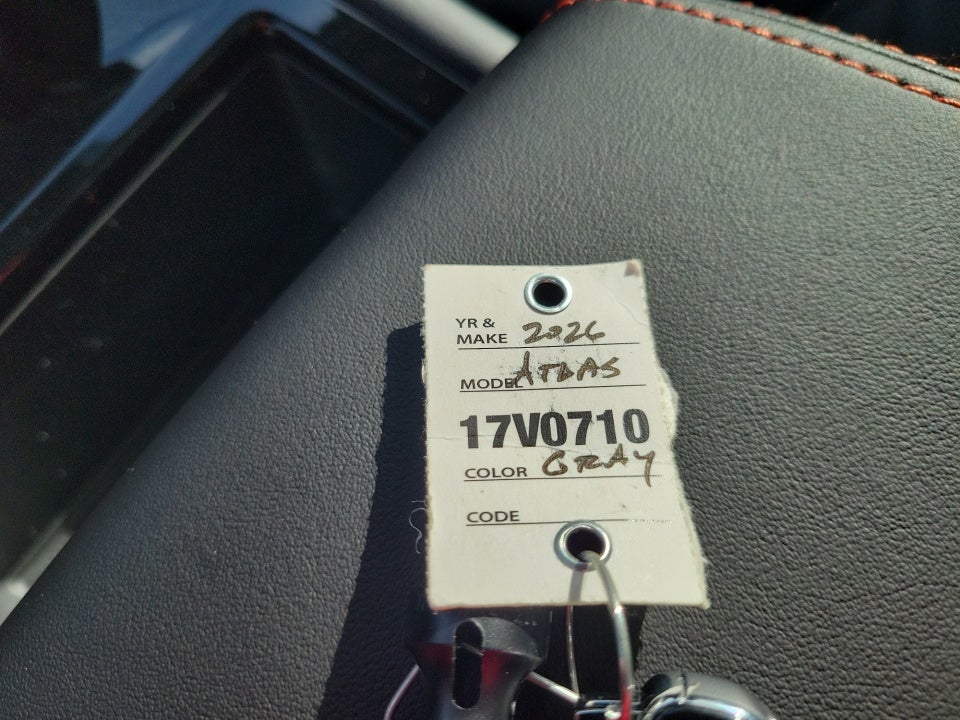 YR &
MAKE 2026
MODEL ATLAS
17V0710
COLOR GRAY
CODE